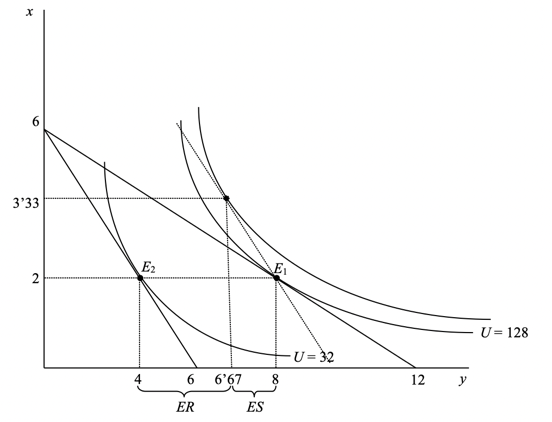 x
6
3’33
2
E2
E1
U = 128
U = 32
4 6 6’67 8 12 y
ER ES